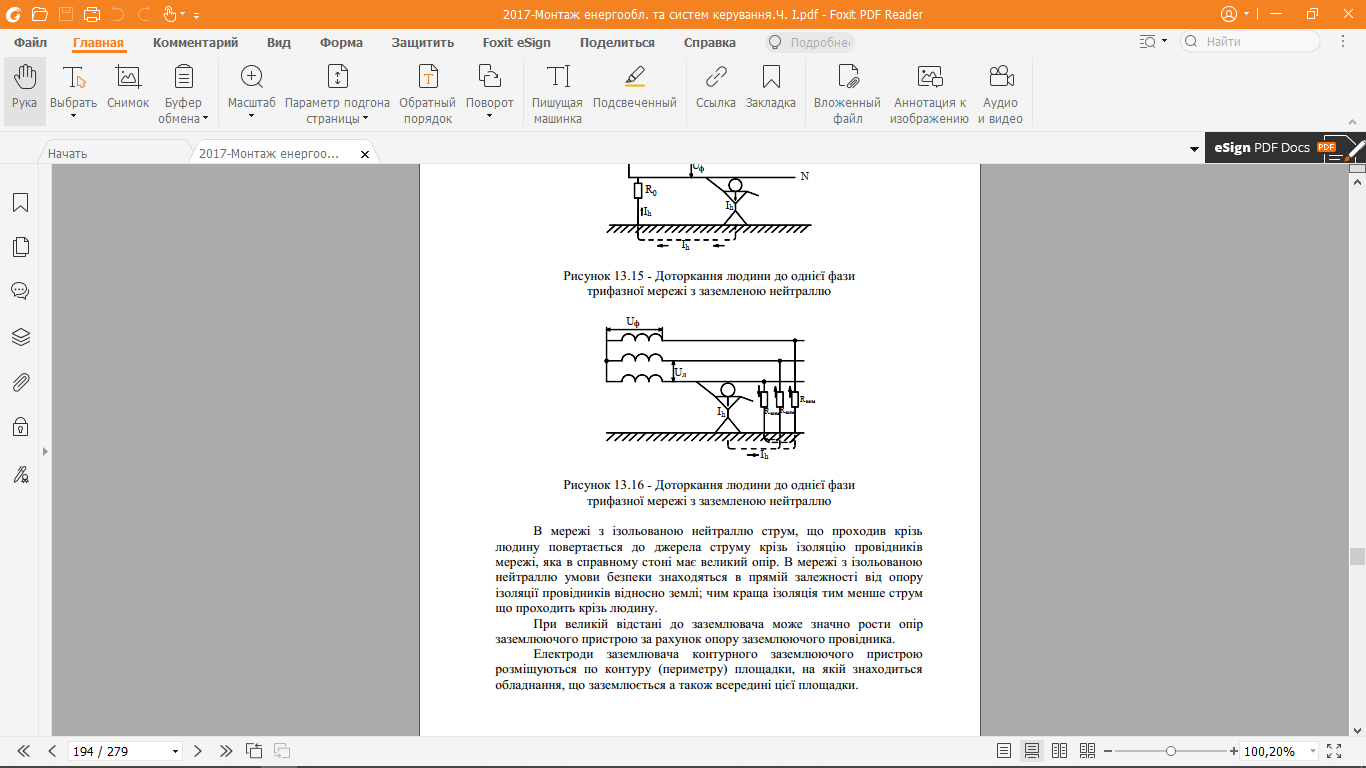 2017-Монтаж енергообл. та систем керування.Ч. I.pdf - Foxit PDF Reader
Файл Главная Комментарий Вид Форма Защитить Foxit eSign Поделиться Справка Подробнес Найти
Рука Выбрать Снимок Буфер обмена Масштаб Параметр подгона страницы Обратный порядок Поворот Пишущая машинка Подсвеченный Ссылка Закладка Вложенный файл Аннотация к изображению Аудио и видео
Начать 2017-Монтаж енергоо... eSign PDF Docs PDF
Uф
N
R0
Ih
Ih
Ih
Рисунок 13.15 - Доторкання людини до однієї фази
трифазної мережі з заземленою нейтраллю
Uф
Uл
Ih
Ih
Рисунок 13.16 - Доторкання людини до однієї фази
трифазної мережі з заземленою нейтраллю
В мережі з ізольованою нейтраллю струм, що проходив крізь
людину повертається до джерела струму крізь ізоляцію провідників
мережі, яка в справному стоні має великий опір. В мережі з ізольованою
нейтраллю умови безпеки знаходяться в прямій залежності від опору
ізоляції провідників відносно землі; чим краща ізоляція тим менше струм
що проходить крізь людину.
При великій відстані до заземлювача може значно рости опір
заземлюючого пристрою за рахунок опору заземлюючого провідника.
Електроди заземлювача контурного заземлюючого пристрою
розміщуються по контуру (периметру) площадки, на якій знаходиться
обладнання, що заземлюється а також всередині цієї площадки.
194 / 279 100,20%